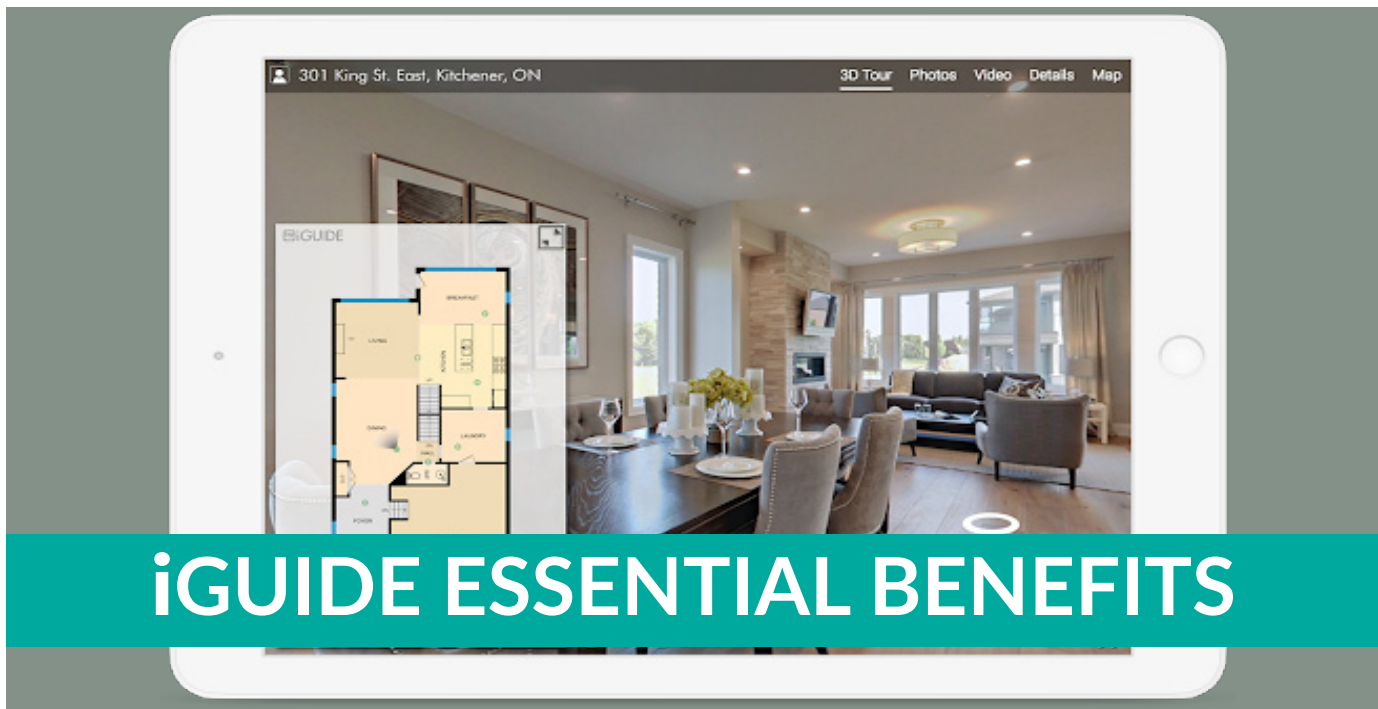 301 King St. East, Kitchener, ON
3D Tour Photos Video Details Map
iGUIDE
BREAKFAST
LIVING
KITCHEN
DINING
LAUNDRY
HALL
FOYER
iGUIDE ESSENTIAL BENEFITS